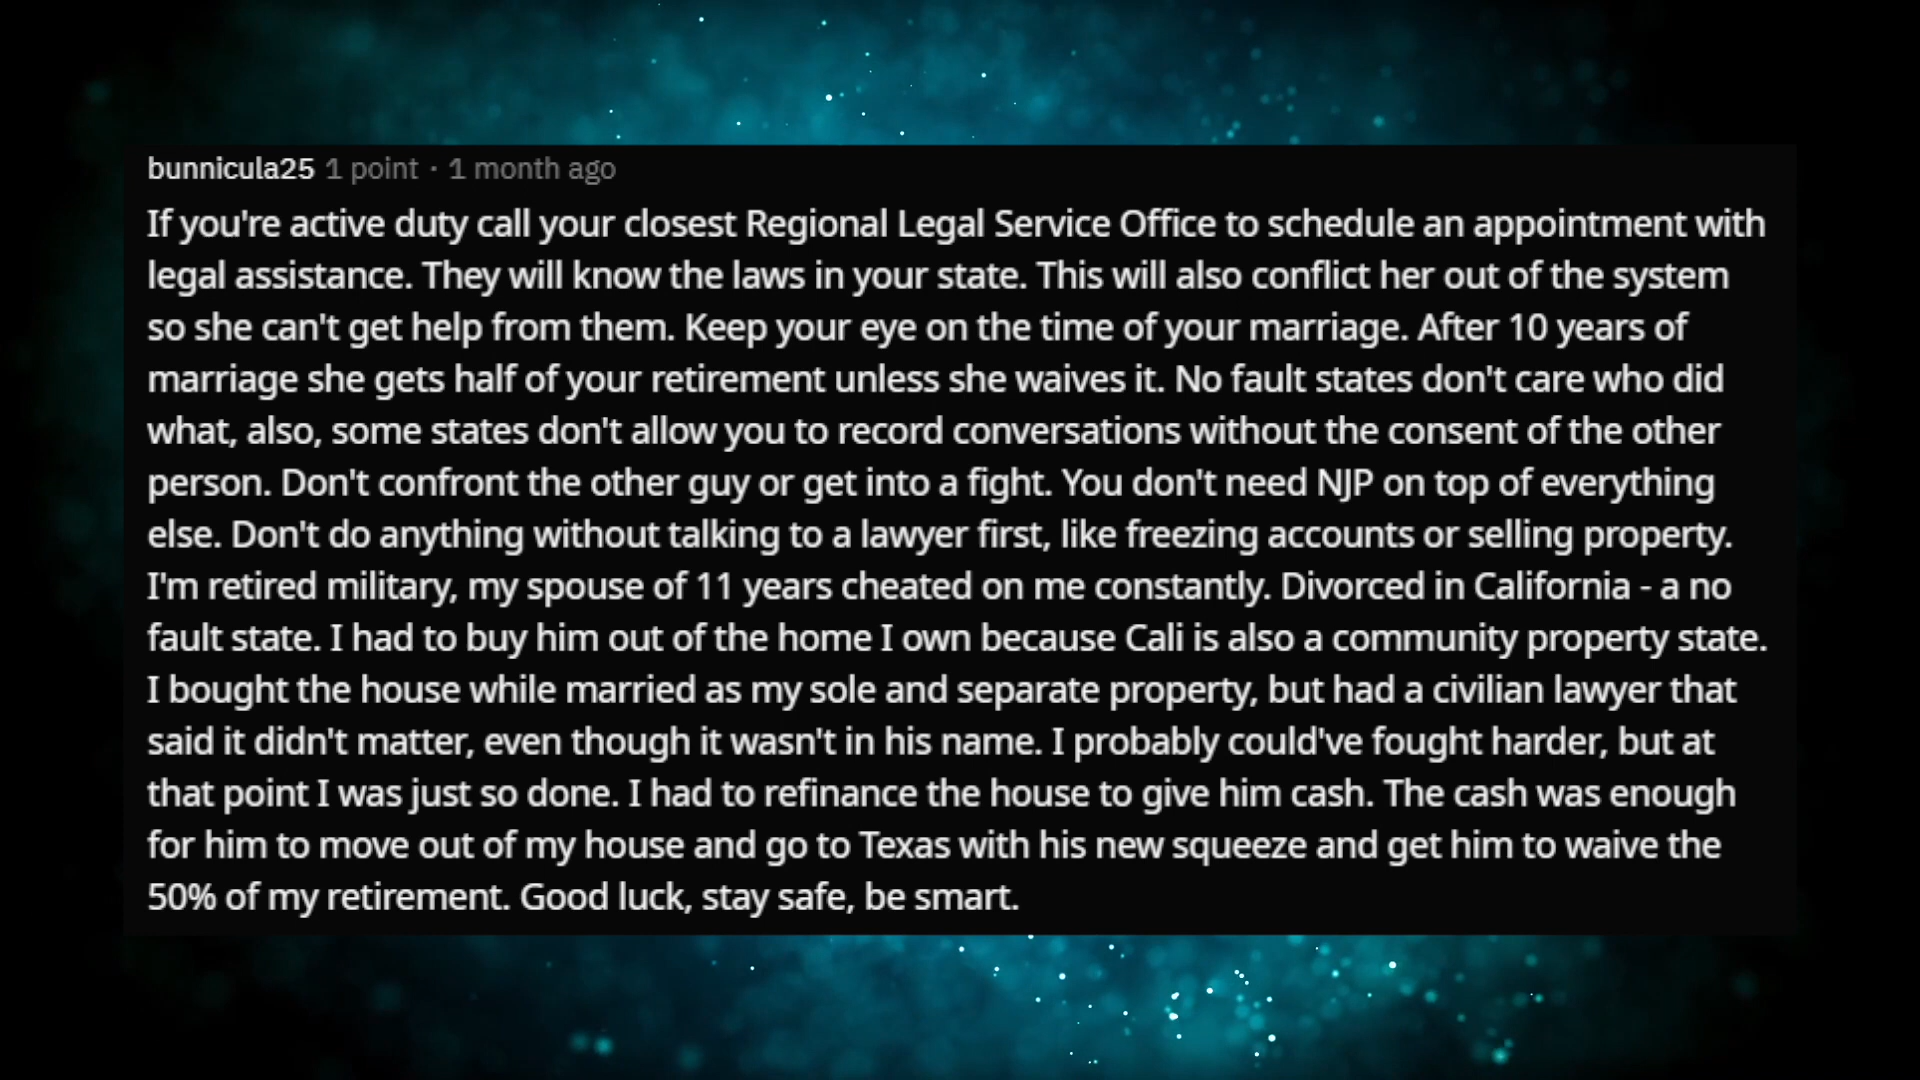 bunnicula25 1 point · 1 month ago
If you're active duty call your closest Regional Legal Service Office to schedule an appointment with
legal assistance. They will know the laws in your state. This will also conflict her out of the system
so she can't get help from them. Keep your eye on the time of your marriage. After 10 years of
marriage she gets half of your retirement unless she waives it. No fault states don't care who did
what, also, some states don't allow you to record conversations without the consent of the other
person. Don't confront the other guy or get into a fight. You don't need NJP on top of everything
else. Don't do anything without talking to a lawyer first, like freezing accounts or selling property.
I'm retired military, my spouse of 11 years cheated on me constantly. Divorced in California - a no
fault state. I had to buy him out of the home I own because Cali is also a community property state.
I bought the house while married as my sole and separate property, but had a civilian lawyer that
said it didn't matter, even though it wasn't in his name. I probably could've fought harder, but at
that point I was just so done. I had to refinance the house to give him cash. The cash was enough
for him to move out of my house and go to Texas with his new squeeze and get him to waive the
50% of my retirement. Good luck, stay safe, be smart.